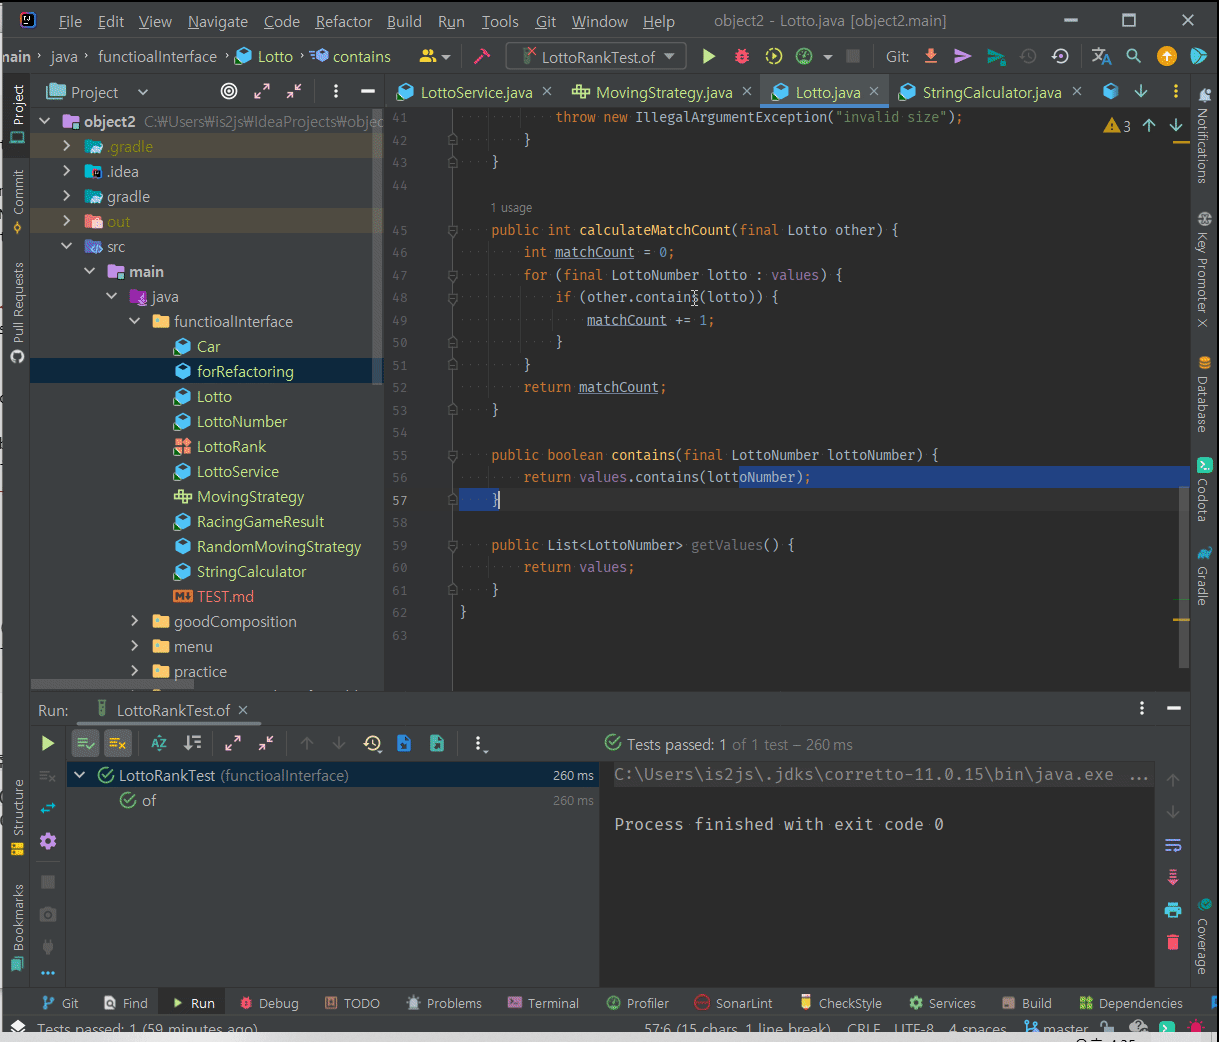 File Edit View Navigate Code Refactor Build Run Tools Git Window Help object2 - Lotto.java [object2.main]
main java functioalInterface Lotto contains LottoRankTest.of Git:
Project LottoService.java MovingStrategy.java Lotto.java StringCalculator.java
object2 C:₩Users₩is2js₩IdeaProjects₩objec
.gradle
.idea
gradle
out
src
main
java
functioalInterface
Car
forRefactoring
Lotto
LottoNumber
LottoRank
LottoService
MovingStrategy
RacingGameResult
RandomMovingStrategy
StringCalculator
TEST.md
goodComposition
menu
practice
3
41 throw new IllegalArgumentException("invalid size");
42 }
43 }
44
1 usage
45 public int calculateMatchCount(final Lotto other) {
46 int matchCount = 0;
47 for (final LottoNumber lotto : values) {
48 if (other.contains(lotto)) {
49 matchCount += 1;
50 }
51 }
52 return matchCount;
53 }
54
55 public boolean contains(final LottoNumber lottoNumber) {
56 return values.contains(lottoNumber);
57 }
58
59 public List<LottoNumber> getValues() {
60 return values;
61 }
62 }
63
Project
Commit
Pull Requests
Structure
Bookmarks
Notifications
Key Promoter X
Database
Codota
Gradle
Coverage
Run: LottoRankTest.of
Tests passed: 1 of 1 test – 260 ms
LottoRankTest (functioalInterface) 260 ms
of 260 ms
C:\Users\is2js\.jdks\corretto-11.0.15\bin\java.exe ...
Process finished with exit code 0
Git Find Run Debug TODO Problems Terminal Profiler SonarLint CheckStyle Services Build Dependencies
Tests passed: 1 (59 minutes ago) 57:6 (15 chars, 1 line break) CRLF UTF-8 4 spaces master